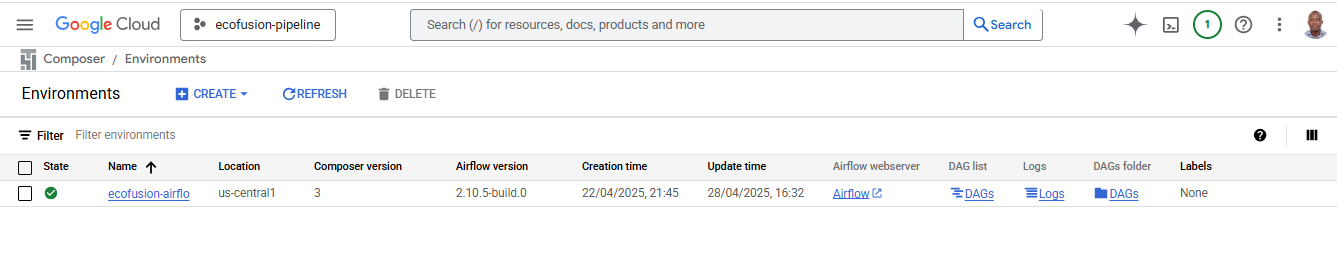 Google Cloud ecofusion-pipeline Search (/) for resources, docs, products and more Search 1
Composer / Environments
Environments CREATE REFRESH DELETE
Filter Filter environments
State Name Location Composer version Airflow version Creation time Update time Airflow webserver DAG list Logs DAGs folder Labels
ecofusion-airflo us-central1 3 2.10.5-build.0 22/04/2025, 21:45 28/04/2025, 16:32 Airflow DAGs Logs DAGs None